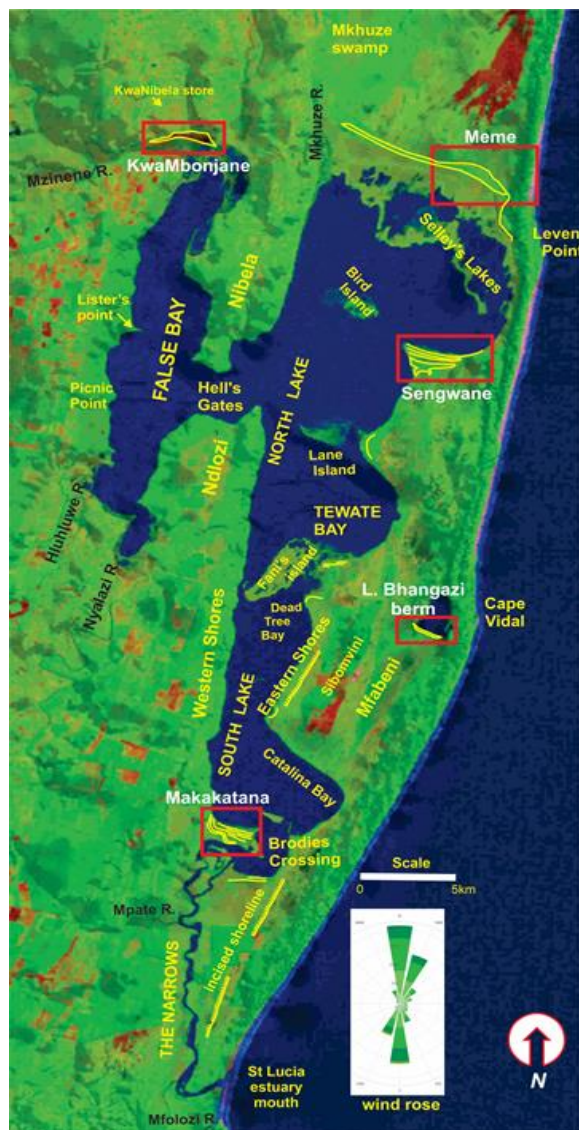 Mkhuze
swamp
KwaNibela store
Mkhuze R.
Meme
KwaMbonjane
Mzinene R.
Selley's Lakes
Leven
Point
Nibela
Bird
Island
Lister's
point
FALSE BAY
Picnic
Point
Hell's
Gates
NORTH LAKE
Sengwane
Ndlozi
Lane
Island
Hluhluwe R.
TEWATE
BAY
Nyalazi R.
Fani's
island
L. Bhangazi
berm
Dead
Tree
Bay
Cape
Vidal
Western Shores
Eastern Shores
Sibomvini
Mfabeni
SOUTH LAKE
Catalina Bay
Makakatana
Brodies
Crossing
Scale
0 5km
Mpate R.
incised shoreline
THE NARROWS
N
St Lucia
estuary
mouth
wind rose
Mfolozi R.